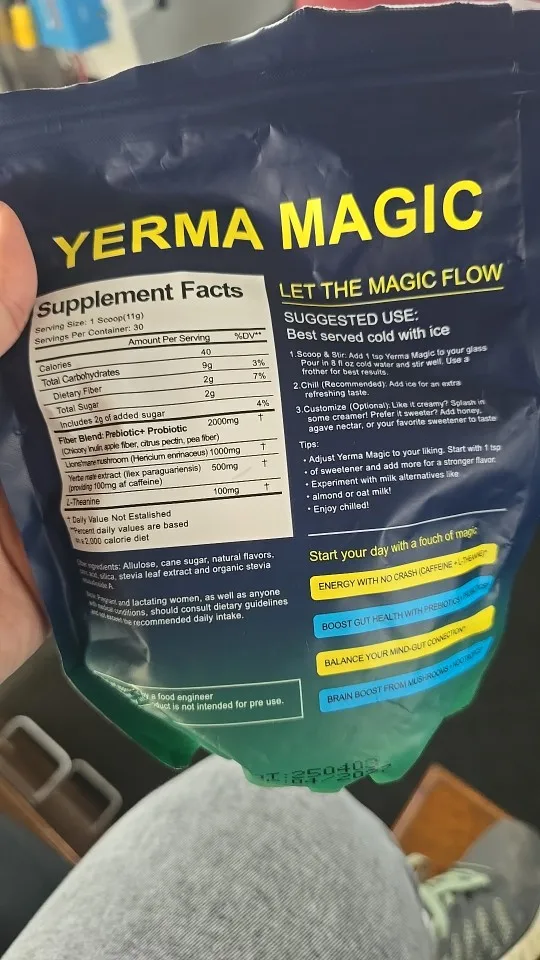 YERMA MAGIC
Supplement Facts
Serving Size: 1 Scoop(11g)
Servings Per Container: 30
Amount Per Serving %DV**
Calories 40
Total Carbohydrates 9g 3%
Dietary Fiber 2g 7%
Total Sugar 2g
Includes 2g of added sugar 4%
Fiber Blend: Prebiotic+ Probiotic 2000mg †
(Chicory inulin apple fiber, citrus pectin, pea fiber)
Lions mane mushroom (Hericium enrinaceus) 1000mg †
Yerba mate extract (Ilex paraguariensis) 500mg †
(providing 100mg af caffeine)
L-Theanine 100mg †
† Daily Value Not Estalished
**Percent daily values are based
on a 2,000 calorie diet
ingredients: Allulose, cane sugar, natural flavors,
silica, stevia leaf extract and organic stevia
Pregnant and lactating women, as well as anyone
conditions, should consult dietary guidelines
and not exceed the recommended daily intake.
a food engineer
is not intended for pre use.
LET THE MAGIC FLOW
SUGGESTED USE:
Best served cold with ice
1.Scoop & Stir: Add 1 tsp Yerma Magic to your glass
Pour in 8 fl oz cold water and stir well. Use a
frother for best results.
2.Chill (Recommended): Add ice for an extra
refreshing taste.
3.Customize (Optional): Like it creamy? Splash in
some creamer! Prefer it sweeter? Add honey,
agave nectar, or your favorite sweetener to taste
Tips:
• Adjust Yerma Magic to your liking. Start with 1 tsp
• of sweetener and add more for a stronger flavor.
• Experiment with milk alternatives like
• almond or oat milk!
• Enjoy chilled!
Start your day with a touch of magic
ENERGY WITH NO CRASH (CAFFEINE + L-THEANINE)*
BOOST GUT HEALTH WITH PREBIOTIC
BALANCE YOUR MIND-GUT CONNECTION*
BRAIN BOOST FROM MUSHROOMS